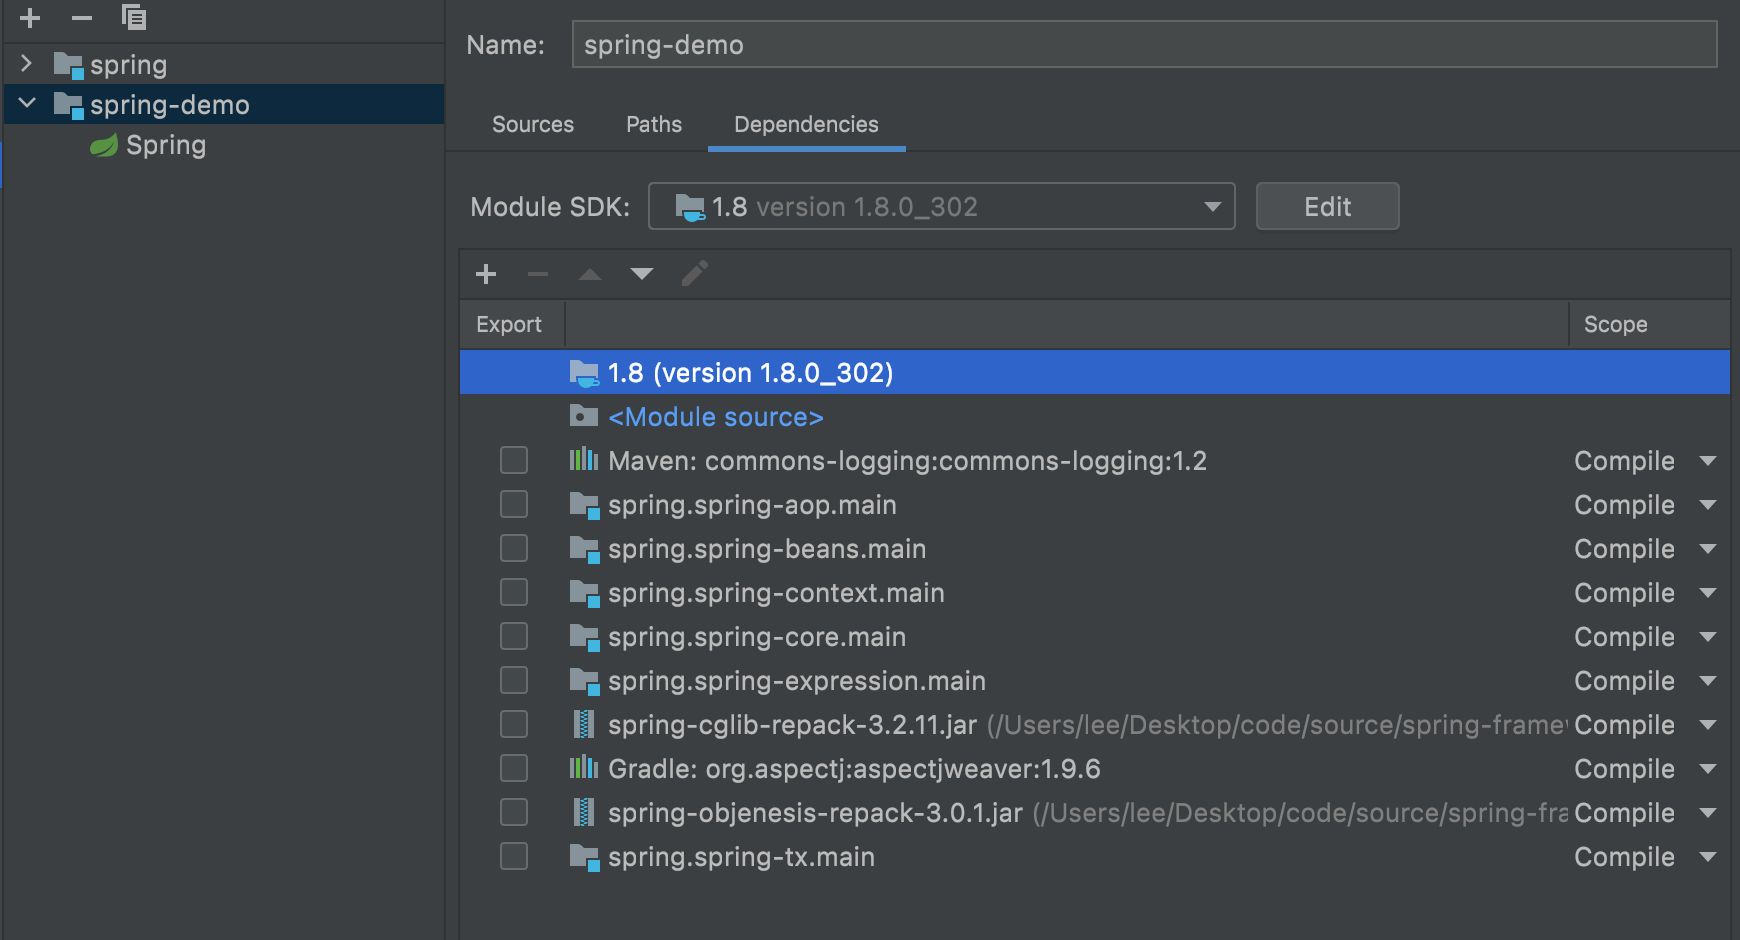 spring
spring-demo
Spring
Name: spring-demo
Sources Paths Dependencies
Module SDK: 1.8 version 1.8.0_302 Edit
Export Scope
1.8 (version 1.8.0_302)
<Module source>
Maven: commons-logging:commons-logging:1.2 Compile
spring.spring-aop.main Compile
spring.spring-beans.main Compile
spring.spring-context.main Compile
spring.spring-core.main Compile
spring.spring-expression.main Compile
spring-cglib-repack-3.2.11.jar (/Users/lee/Desktop/code/source/spring-frame Compile
Gradle: org.aspectj:aspectjweaver:1.9.6 Compile
spring-objenesis-repack-3.0.1.jar (/Users/lee/Desktop/code/source/spring-fra Compile
spring.spring-tx.main Compile